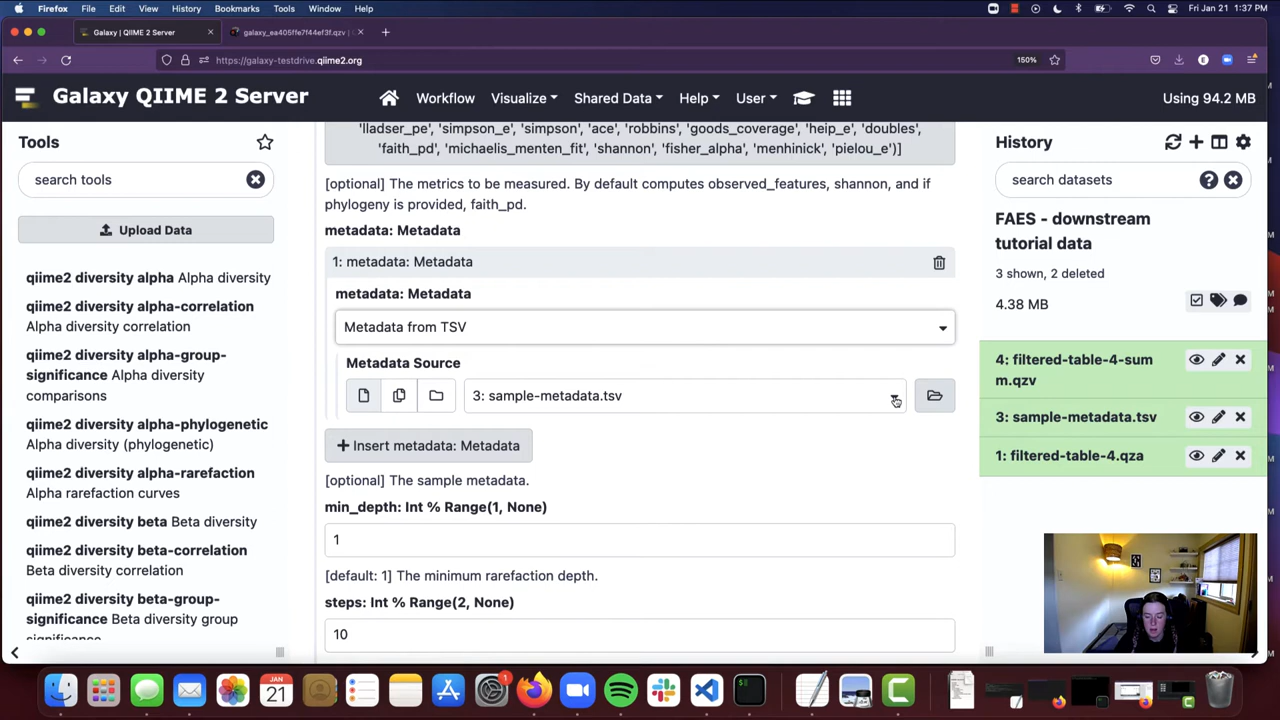 Firefox File Edit View History Bookmarks Tools Window Help Fri Jan 21 1:37 PM
Galaxy | QIIME 2 Server galaxy_ea405ffe7f44ef3f.qzv
https://galaxy-testdrive.qiime2.org 150%
Galaxy QIIME 2 Server Workflow Visualize Shared Data Help User Using 94.2 MB
Tools
search tools
Upload Data
qiime2 diversity alpha Alpha diversity
qiime2 diversity alpha-correlation
Alpha diversity correlation
qiime2 diversity alpha-group-
significance Alpha diversity
comparisons
qiime2 diversity alpha-phylogenetic
Alpha diversity (phylogenetic)
qiime2 diversity alpha-rarefaction
Alpha rarefaction curves
qiime2 diversity beta Beta diversity
qiime2 diversity beta-correlation
Beta diversity correlation
qiime2 diversity beta-group-
significance Beta diversity group
significance
'lladser_pe', 'simpson_e', 'simpson', 'ace', 'robbins', 'goods_coverage', 'heip_e', 'doubles',
'faith_pd', 'michaelis_menten_fit', 'shannon', 'fisher_alpha', 'menhinick', 'pielou_e')]
[optional] The metrics to be measured. By default computes observed_features, shannon, and if
phylogeny is provided, faith_pd.
metadata: Metadata
1: metadata: Metadata
metadata: Metadata
Metadata from TSV
Metadata Source
3: sample-metadata.tsv
Insert metadata: Metadata
[optional] The sample metadata.
min_depth: Int % Range(1, None)
1
[default: 1] The minimum rarefaction depth.
steps: Int % Range(2, None)
10
History
search datasets
FAES - downstream
tutorial data
3 shown, 2 deleted
4.38 MB
4: filtered-table-4-sum
m.qzv
3: sample-metadata.tsv
1: filtered-table-4.qza
JAN
21
1